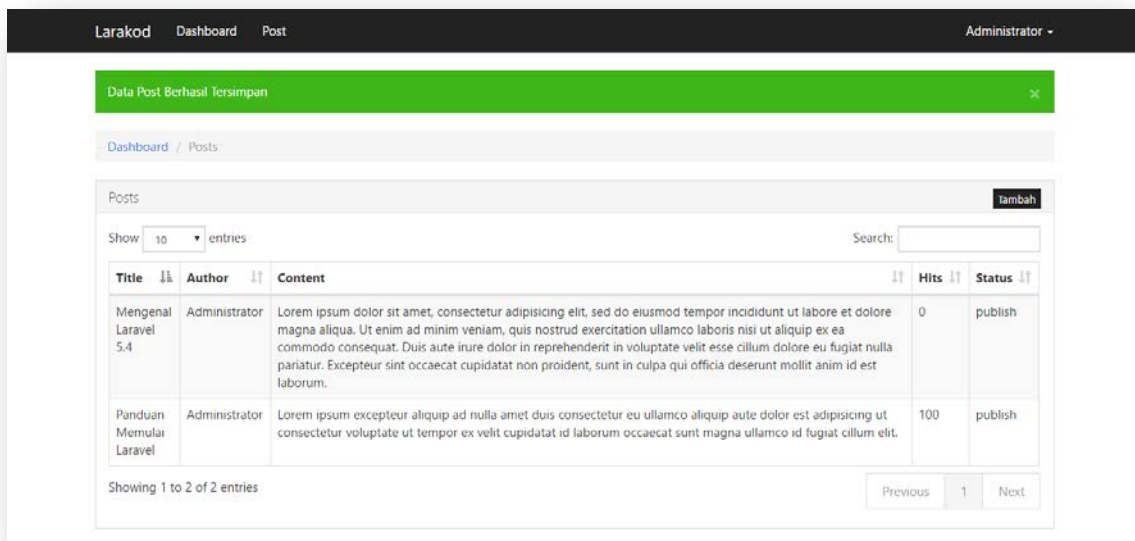 Larakod Dashboard Post Administrator
Data Post Berhasil Tersimpan ×
Dashboard / Posts
Posts Tambah
Show 10 entries Search:
Title Author Content Hits Status
Mengenal Laravel 5.4 Administrator Lorem ipsum dolor sit amet, consectetur adipisicing elit, sed do eiusmod tempor incididunt ut labore et dolore 0 publish
magna aliqua. Ut enim ad minim veniam, quis nostrud exercitation ullamco laboris nisi ut aliquip ex ea
commodo consequat. Duis aute irure dolor in reprehenderit in voluptate velit esse cillum dolore eu fugiat nulla
pariatur. Excepteur sint occaecat cupidatat non proident, sunt in culpa qui officia deserunt mollit anim id est
laborum.
Panduan Memulai Laravel Administrator Lorem ipsum excepteur aliquip ad nulla amet duis consectetur eu ullamco aliquip aute dolor est adipisicing ut 100 publish
consectetur voluptate ut tempor ex velit cupidatat id laborum occaecat sunt magna ullamco id fugiat cillum elit.
Showing 1 to 2 of 2 entries Previous 1 Next